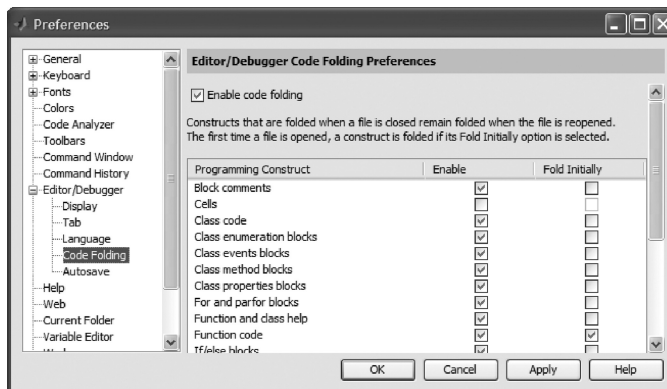 Preferences
General
Keyboard
Fonts
Colors
Code Analyzer
Toolbars
Command Window
Command History
Editor/Debugger
Display
Tab
Language
Code Folding
Autosave
Help
Web
Current Folder
Variable Editor
Editor/Debugger Code Folding Preferences
Enable code folding
Constructs that are folded when a file is closed remain folded when the file is reopened.
The first time a file is opened, a construct is folded if its Fold Initially option is selected.
Programming Construct Enable Fold Initially
Block comments
Cells
Class code
Class enumeration blocks
Class events blocks
Class method blocks
Class properties blocks
For and parfor blocks
Function and class help
Function code
If/else blocks
OK Cancel Apply Help